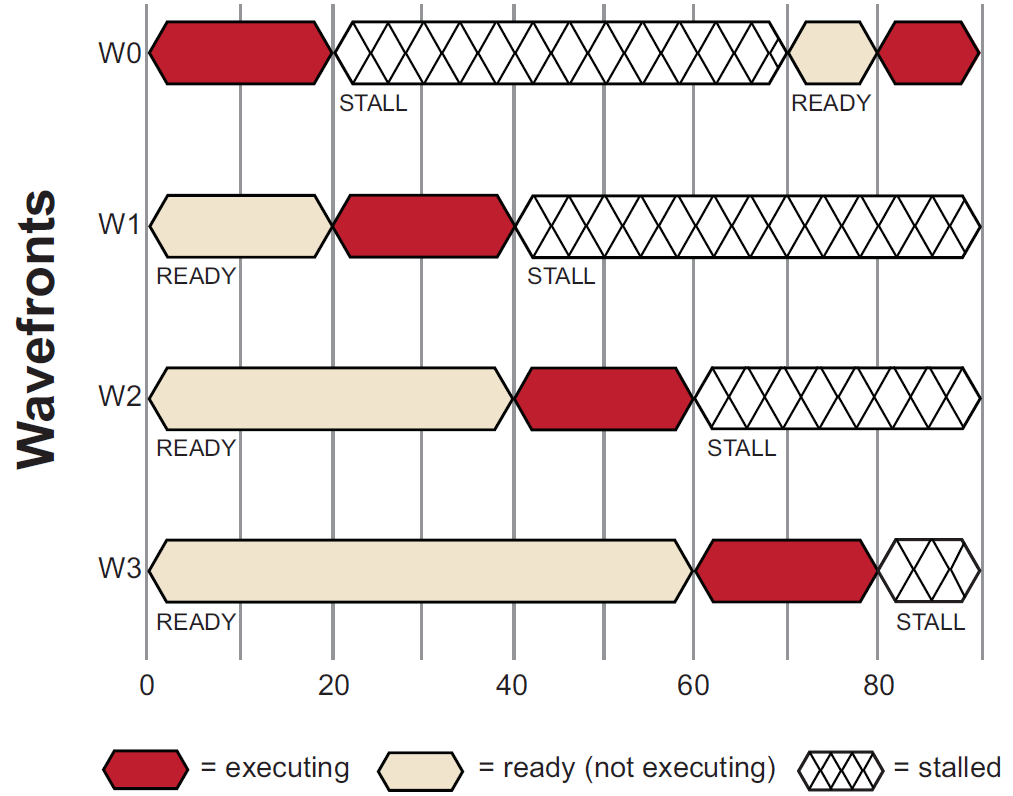 Wavefronts
W0
STALL
READY
W1
READY
STALL
W2
READY
STALL
W3
READY
STALL
0 20 40 60 80
= executing = ready (not executing) = stalled